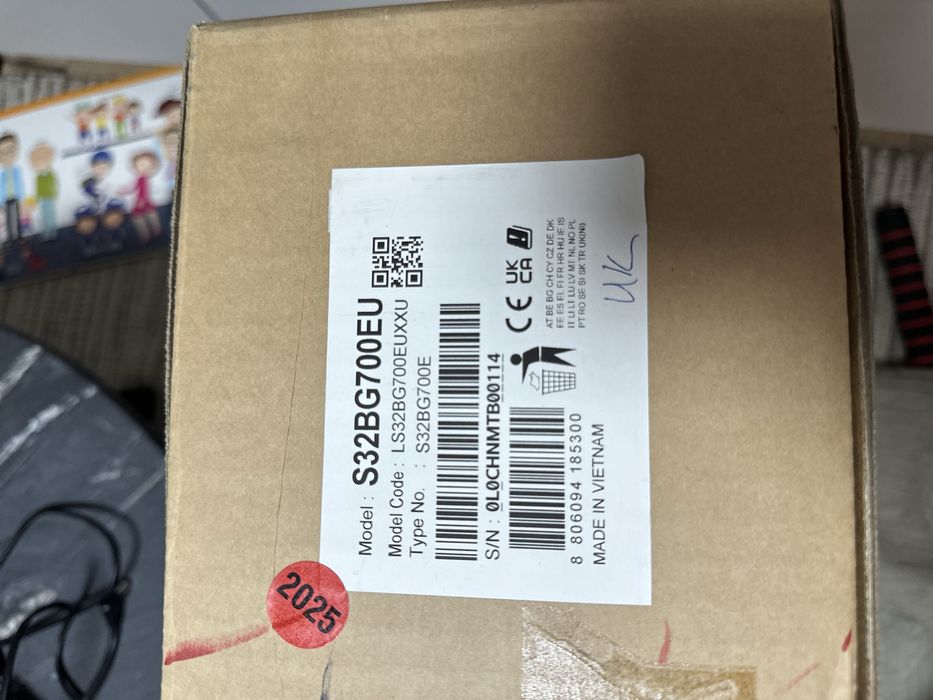 Model : S32BG700EU
Model Code : LS32BG700EUXXU
Type No. : S32BG700E
S/N : 0L0CHNMTB00114
8 806094 185300
MADE IN VIETNAM
CE UK CA
AT BE BG CH CY CZ DE DK
EE ES EL FI FR HR HU IE IS
IT LI LT LU LV MT NL NO PL
PT RO SE SI SK TR UK(NI)
UK
2025